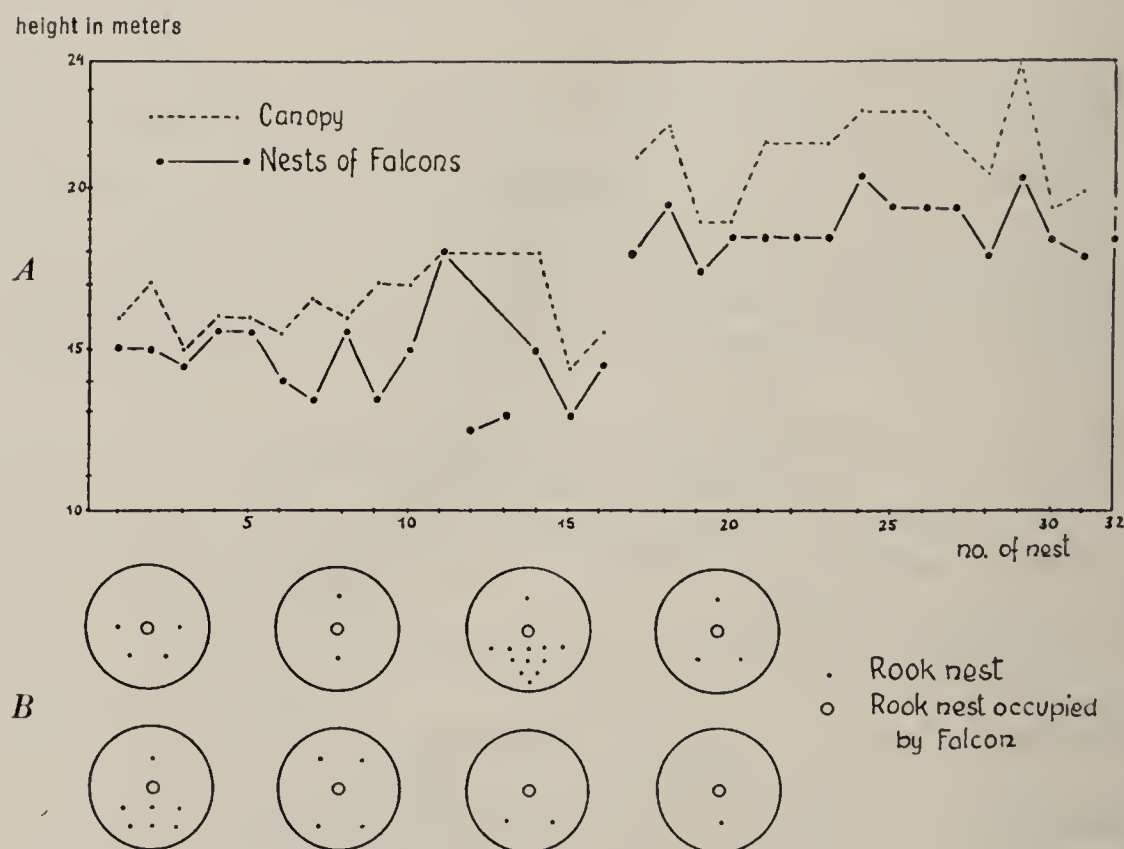 height in meters
24
Canopy
Nests of Falcons
20
A
15
10
5 10 15 20 25 30 32
no. of nest
B
Rook nest
Rook nest occupied
by Falcon